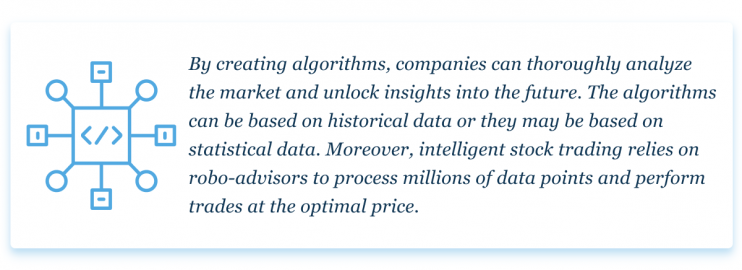 By creating algorithms, companies can thoroughly analyze
the market and unlock insights into the future. The algorithms
can be based on historical data or they may be based on
statistical data. Moreover, intelligent stock trading relies on
robo-advisors to process millions of data points and perform
trades at the optimal price.